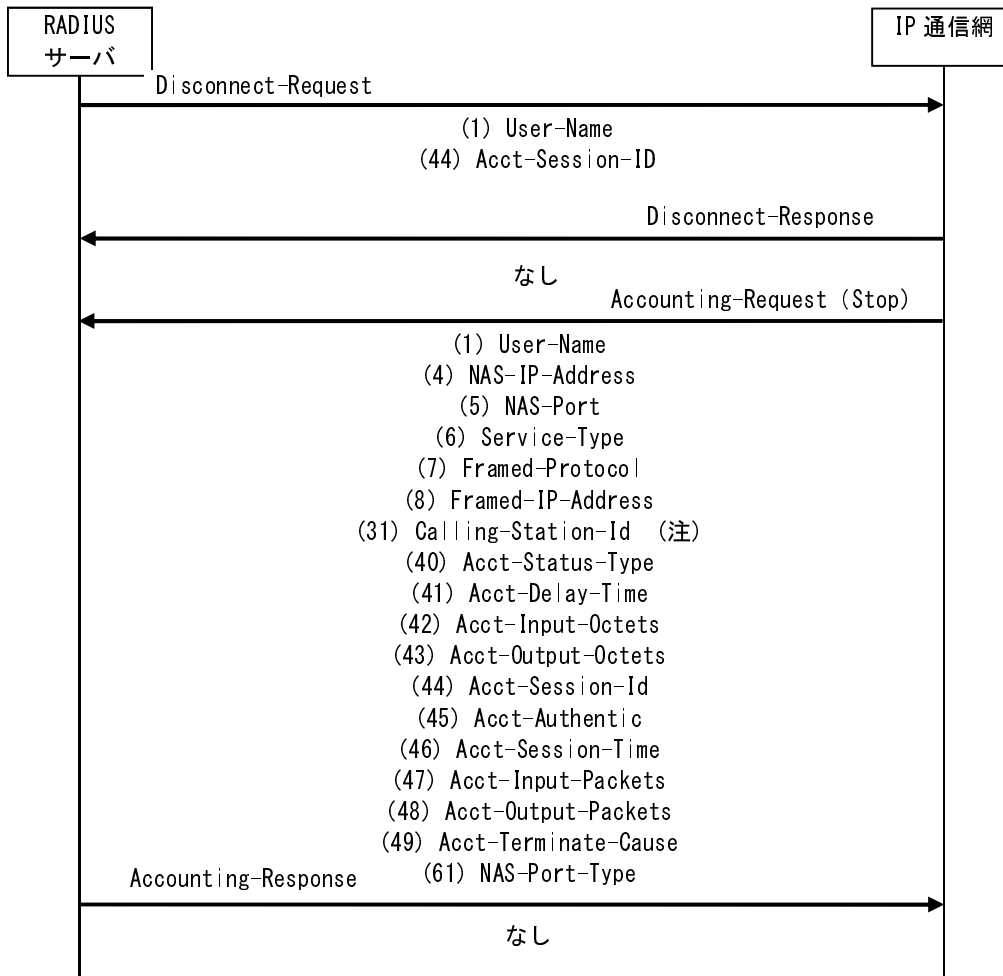 RADIUS
サーバ
IP 通信網
Disconnect-Request
(1) User-Name
(44) Acct-Session-ID
Disconnect-Response
なし
Accounting-Request (Stop)
(1) User-Name
(4) NAS-IP-Address
(5) NAS-Port
(6) Service-Type
(7) Framed-Protocol
(8) Framed-IP-Address
(31) Calling-Station-Id (注)
(40) Acct-Status-Type
(41) Acct-Delay-Time
(42) Acct-Input-Octets
(43) Acct-Output-Octets
(44) Acct-Session-Id
(45) Acct-Authentic
(46) Acct-Session-Time
(47) Acct-Input-Packets
(48) Acct-Output-Packets
(49) Acct-Terminate-Cause
(61) NAS-Port-Type
Accounting-Response
なし